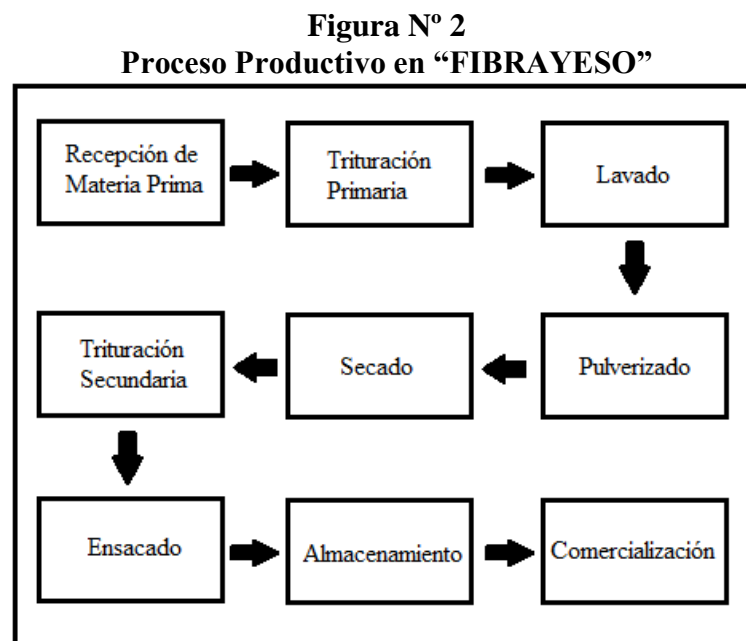 Figura Nº 2
Proceso Productivo en “FIBRAYESO”
Recepción de
Materia Prima
Trituración
Primaria
Lavado
Pulverizado
Secado
Trituración
Secundaria
Ensacado
Almacenamiento
Comercialización